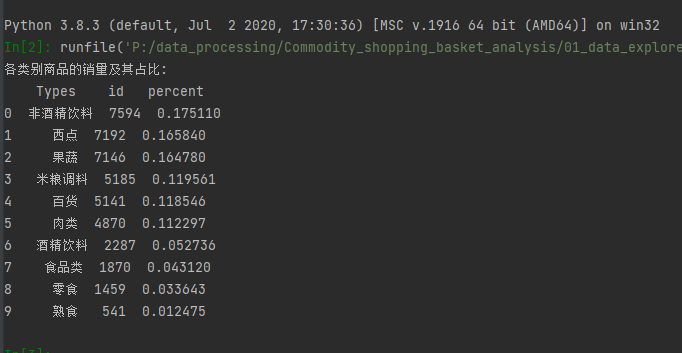 Python 3.8.3 (default, Jul  2 2020, 17:30:36) [MSC v.1916 64 bit (AMD64)] on win32
In[2]: runfile('P:/data_processing/Commodity_shopping_basket_analysis/01_data_explore
各类别商品的销量及其占比:
Types    id   percent
0  非酒精饮料  7594  0.175110
1  西点  7192  0.165840
2  果蔬  7146  0.164780
3  米粮调料  5185  0.119561
4  百货  5141  0.118546
5  肉类  4870  0.112297
6  酒精饮料  2287  0.052736
7  食品类  1870  0.043120
8  零食  1459  0.033643
9  熟食  541  0.012475